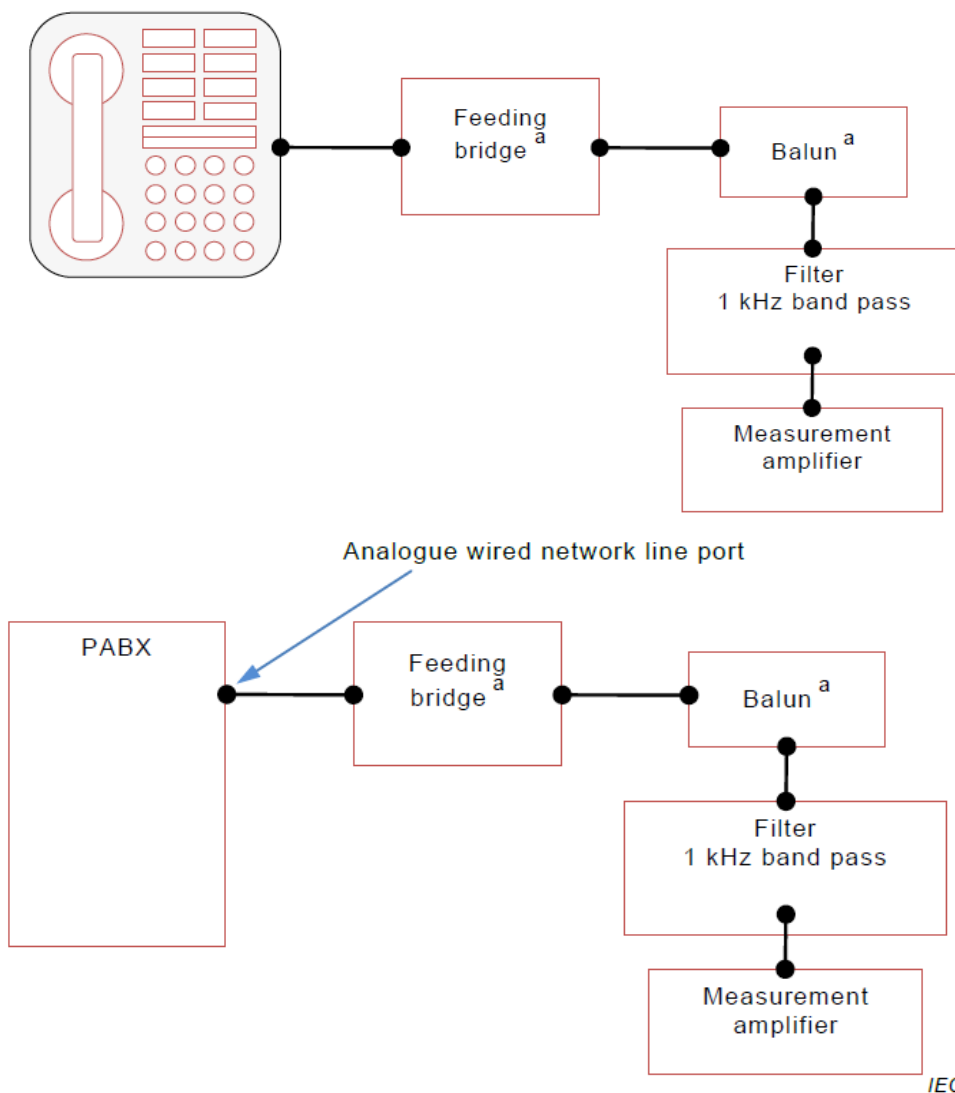 Feeding
bridge a
Balun a
Filter
1 kHz band pass
Measurement
amplifier
Analogue wired network line port
PABX
Feeding
bridge a
Balun a
Filter
1 kHz band pass
Measurement
amplifier
IEC